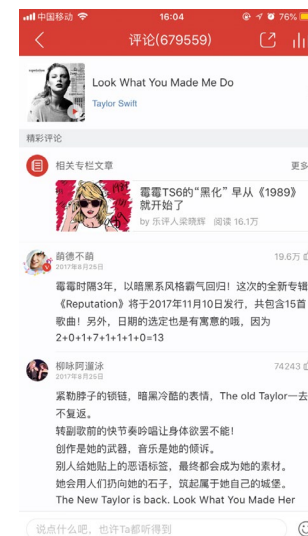 中国移动 16:04 76%
评论(679559)
Look What You Made Me Do
Taylor Swift
精彩评论
相关专栏文章 更多
霉霉TS6的“黑化”早从《1989》
就开始了
by 乐评人梁晓辉 阅读 16.1万
萌德不萌 19.6万
2017年8月25日
霉霉时隔3年，以暗黑系风格霸气回归！这次的全新专辑
《Reputation》将于2017年11月10日发行，共包含15首
歌曲！另外，日期的选定也是有寓意的哦，因为
2+0+1+7+1+1+1+0=13
柳咏阿邏泳 74243
2017年8月25日
紧勒脖子的锁链，暗黑冷酷的表情，The old Taylor一去
不复返。
转副歌前的快节奏吟唱让身体欲罢不能！
创作是她的武器，音乐是她的倾诉。
别人给她贴上的恶语标签，最终都会成为她的素材。
她会用人们扔向她的石子，筑起属于她自己的城堡。
The New Taylor is back. Look What You Made Her
说点什么吧，也许Ta都听得到